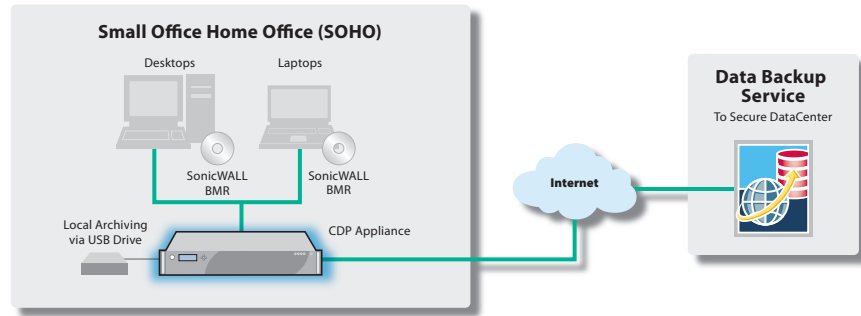 Small Office Home Office (SOHO)
Desktops
Laptops
SonicWALL
BMR
SonicWALL
BMR
Local Archiving
via USB Drive
CDP Appliance
Internet
Data Backup
Service
To Secure DataCenter